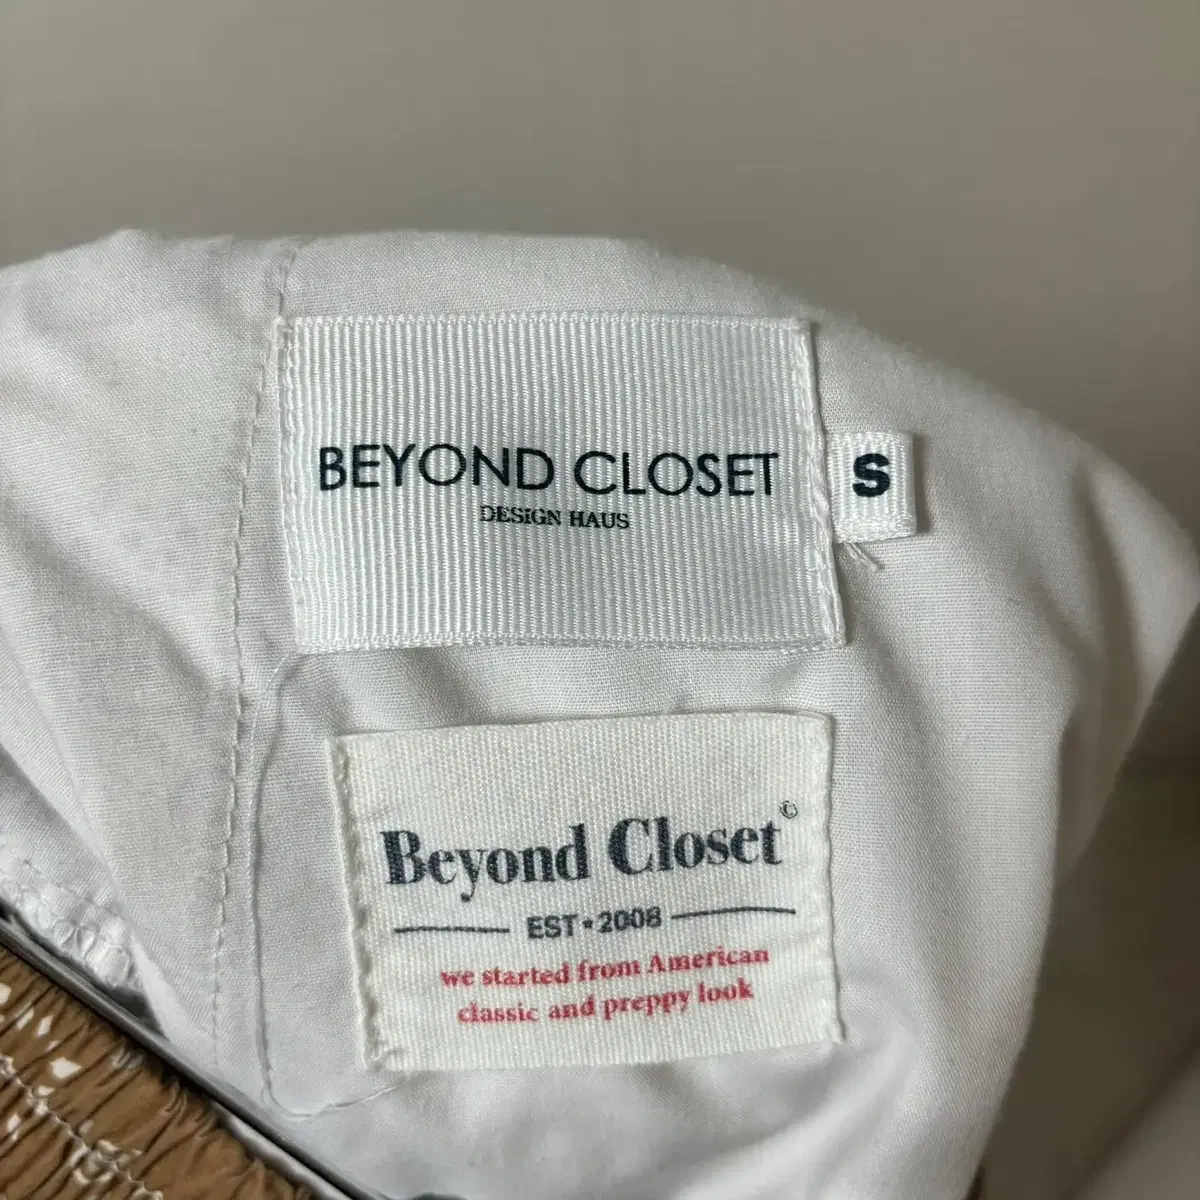 BEYOND CLOSET
DESIGN HAUS
S
Beyond Closet©
EST★2008
we started from American
classic and preppy look